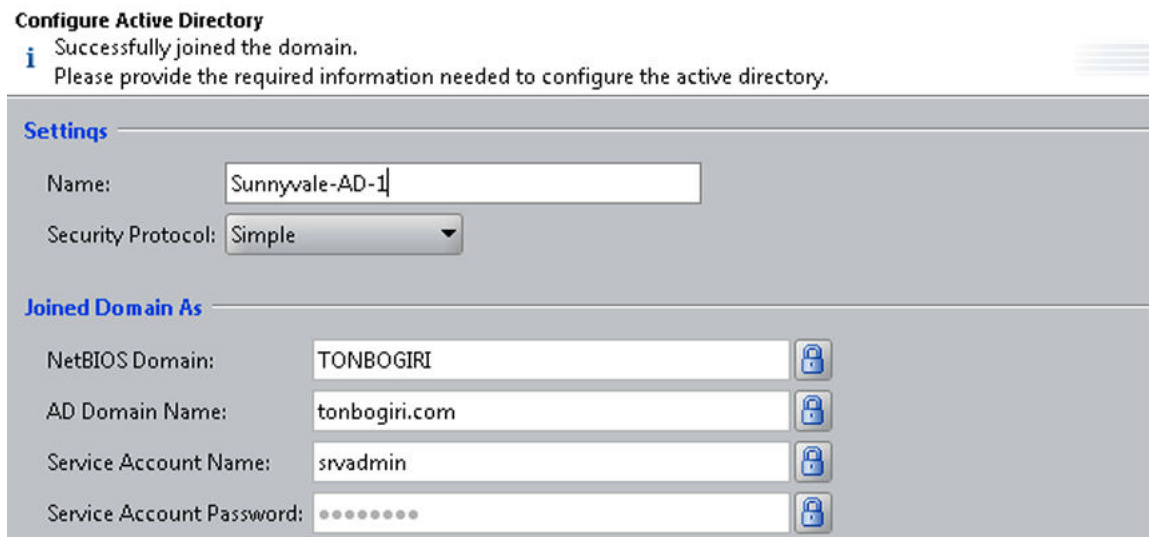 Configure Active Directory
Successfully joined the domain.
Please provide the required information needed to configure the active directory.
Settings
Name: Sunnyvale-AD-1
Security Protocol: Simple
Joined Domain As
NetBIOS Domain: TONBOGIRI
AD Domain Name: tonbogiri.com
Service Account Name: srvadmin
Service Account Password: ●●●●●●●●